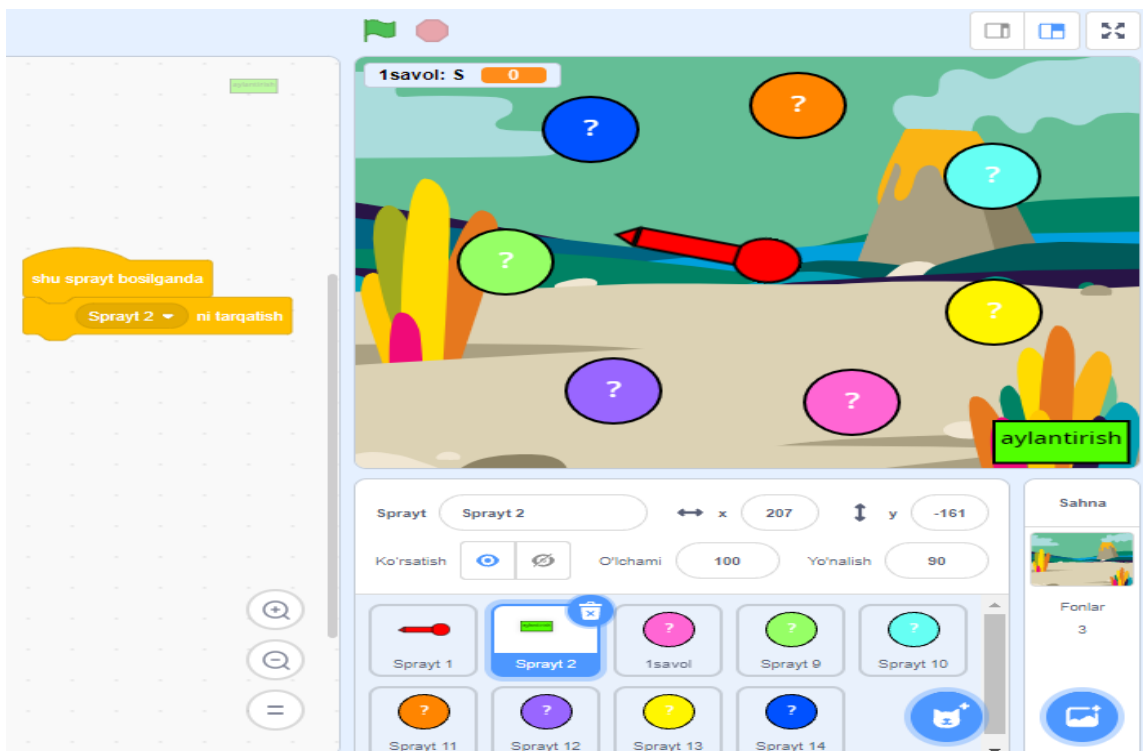 aylantirish
shu sprayt bosilganda
Sprayt 2 ni tarqatish
1savol: S 0
?
?
?
?
?
?
?
aylantirish
Sprayt Sprayt 2 x 207 y -161
Ko'rsatish O'lchami 100 Yo'nalish 90
Sprayt 1
aylantirish
Sprayt 2
?
1savol
?
Sprayt 9
?
Sprayt 10
?
Sprayt 11
?
Sprayt 12
?
Sprayt 13
?
Sprayt 14
Sahna
Fonlar
3